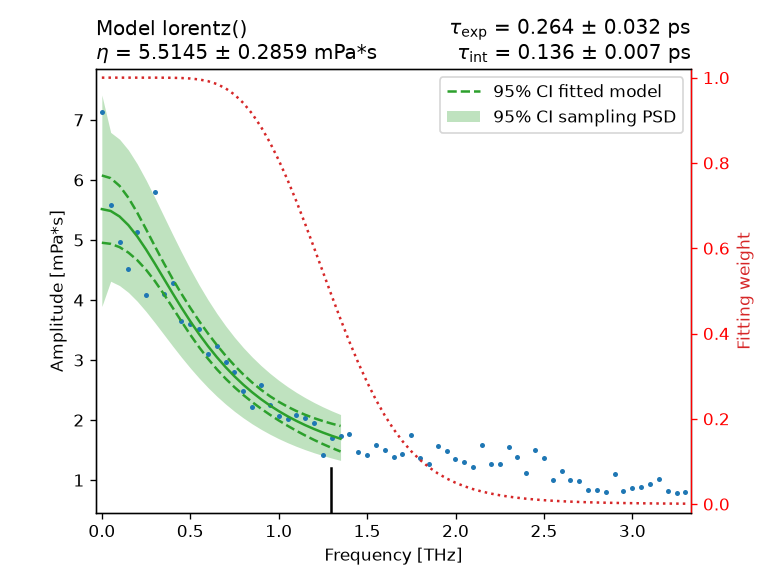 Model lorentz()
η = 5.5145 ± 0.2859 mPa*s
τexp = 0.264 ± 0.032 ps
τint = 0.136 ± 0.007 ps
95% CI fitted model
95% CI sampling PSD
Amplitude [mPa*s]
7
6
5
4
3
2
1
0.0 0.5 1.0 1.5 2.0 2.5 3.0
Frequency [THz]
1.0
0.8
0.6
0.4
0.2
0.0
Fitting weight